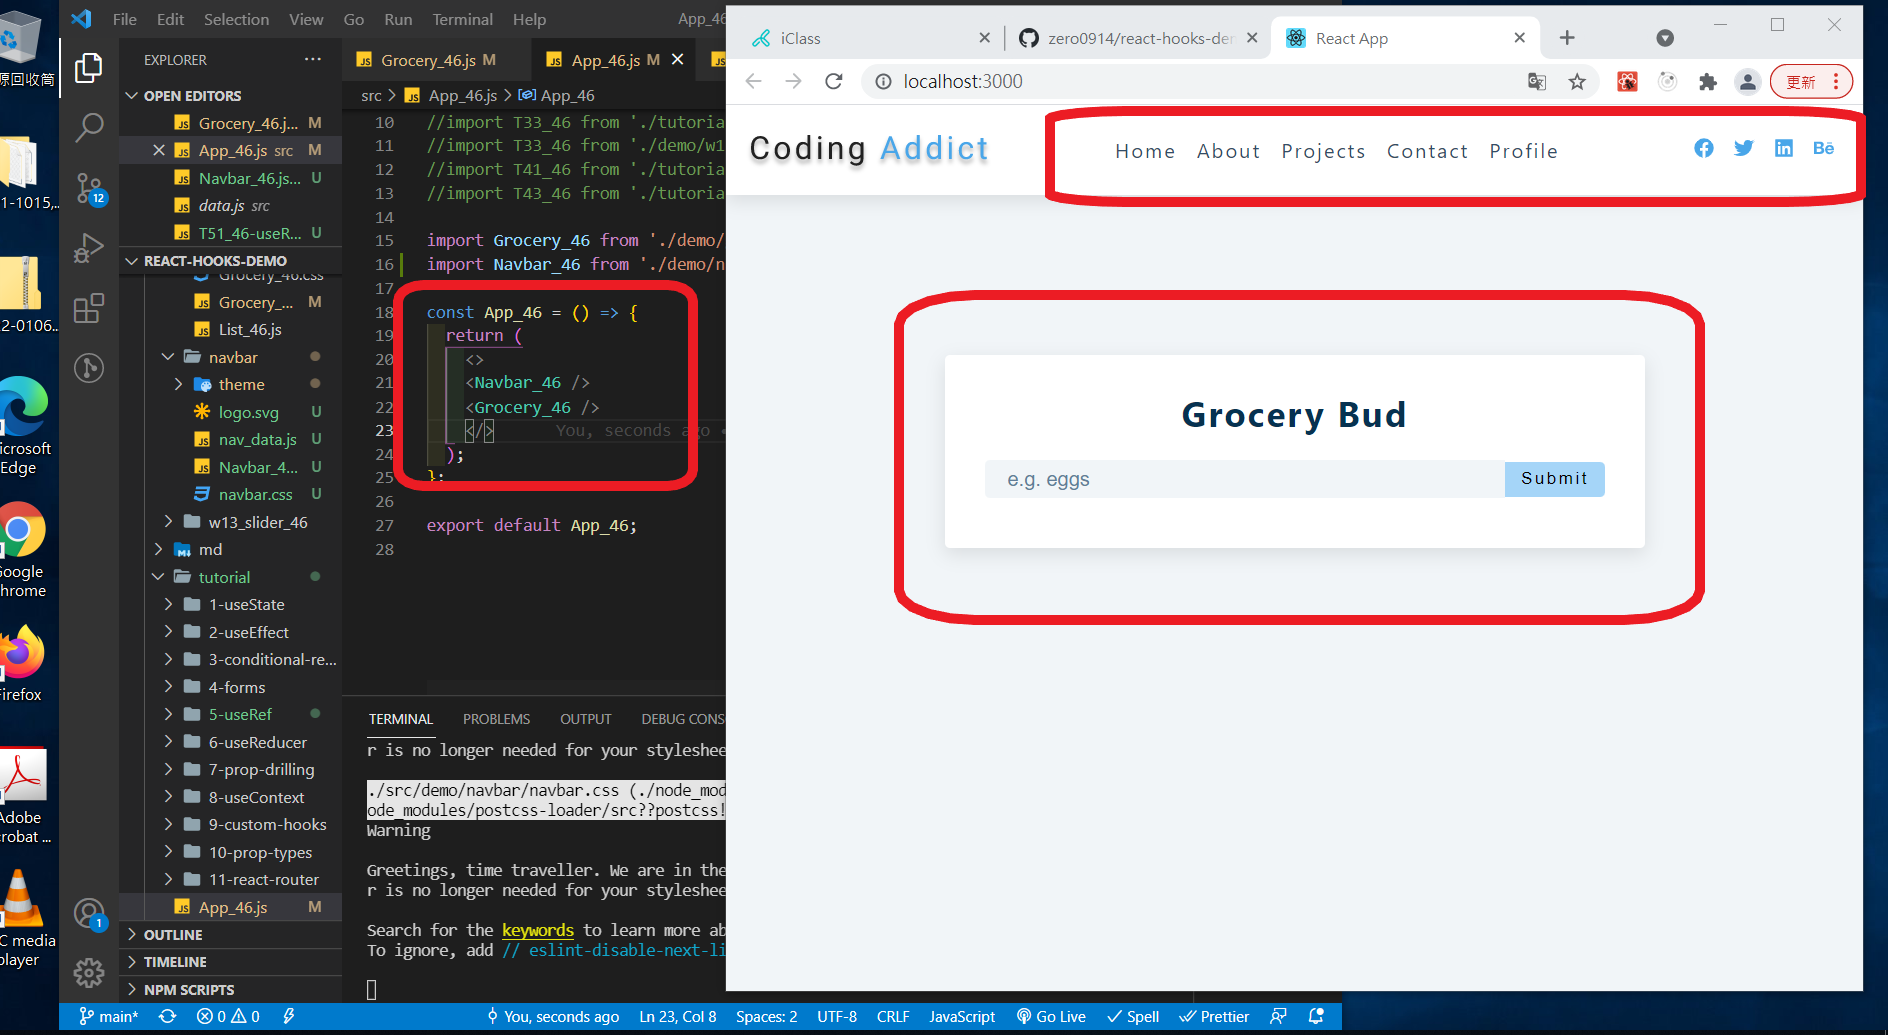 File Edit Selection View Go Run Terminal Help
App_46
EXPLORER
OPEN EDITORS
Grocery_46.j... M
App_46.js src M
Navbar_46.js... U
data.js src
T51_46-useR... U
REACT-HOOKS-DEMO
Grocery_46.css
Grocery_... M
List_46.js
navbar
theme
logo.svg U
nav_data.js U
Navbar_4... U
navbar.css U
w13_slider_46
md
tutorial
1-useState
2-useEffect
3-conditional-re...
4-forms
5-useRef
6-useReducer
7-prop-drilling
8-useContext
9-custom-hooks
10-prop-types
11-react-router
App_46.js M
OUTLINE
TIMELINE
NPM SCRIPTS
12
1
Grocery_46.js M
App_46.js M
src > App_46.js > App_46
10 //import T33_46 from './tutoria
11 //import T33_46 from './demo/w1
12 //import T41_46 from './tutoria
13 //import T43_46 from './tutoria
14
15 import Grocery_46 from './demo/
16 import Navbar_46 from './demo/n
17
18 const App_46 = () => {
19 return (
20 <>
21 <Navbar_46 />
22 <Grocery_46 />
23 </> You, seconds ago •
24 );
25 };
26
27 export default App_46;
28
TERMINAL PROBLEMS OUTPUT DEBUG CONS
r is no longer needed for your styleshee
./src/demo/navbar/navbar.css (./node_mod
ode_modules/postcss-loader/src??postcss!
Warning
Greetings, time traveller. We are in the
r is no longer needed for your styleshee
Search for the keywords to learn more ab
To ignore, add // eslint-disable-next-li
main* 0 0 You, seconds ago Ln 23, Col 8 Spaces: 2 UTF-8 CRLF JavaScript Go Live Spell Prettier
iClass
zero0914/react-hooks-der
React App
localhost:3000
更新
Coding Addict
Home About Projects Contact Profile
Bē
Grocery Bud
e.g. eggs
Submit
源回收筒
1-1015,...
2-0106...
icrosoft
Edge
Google
hrome
Firefox
Adobe
crobat ...
C media
player